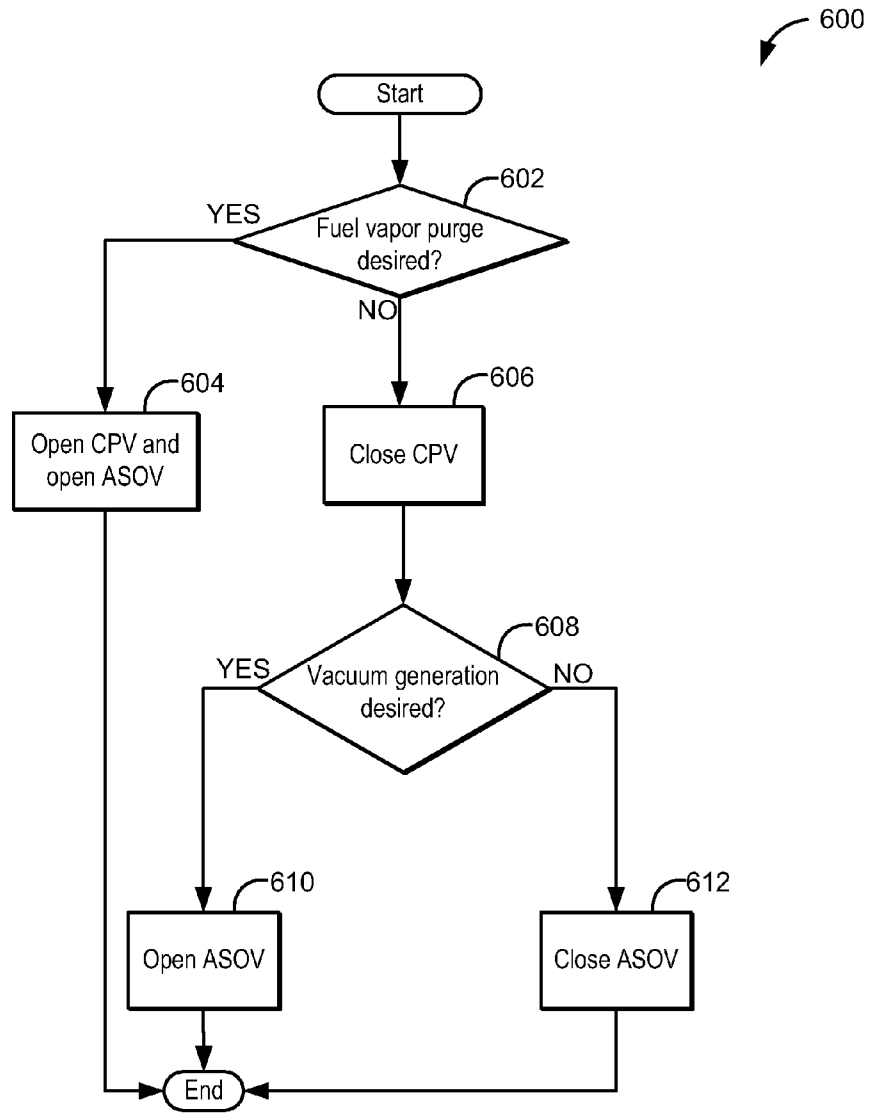 600
Start
602
YES
Fuel vapor purge
desired?
NO
604
606
Open CPV and
open ASOV
Close CPV
608
YES
NO
Vacuum generation
desired?
610
612
Open ASOV
Close ASOV
End